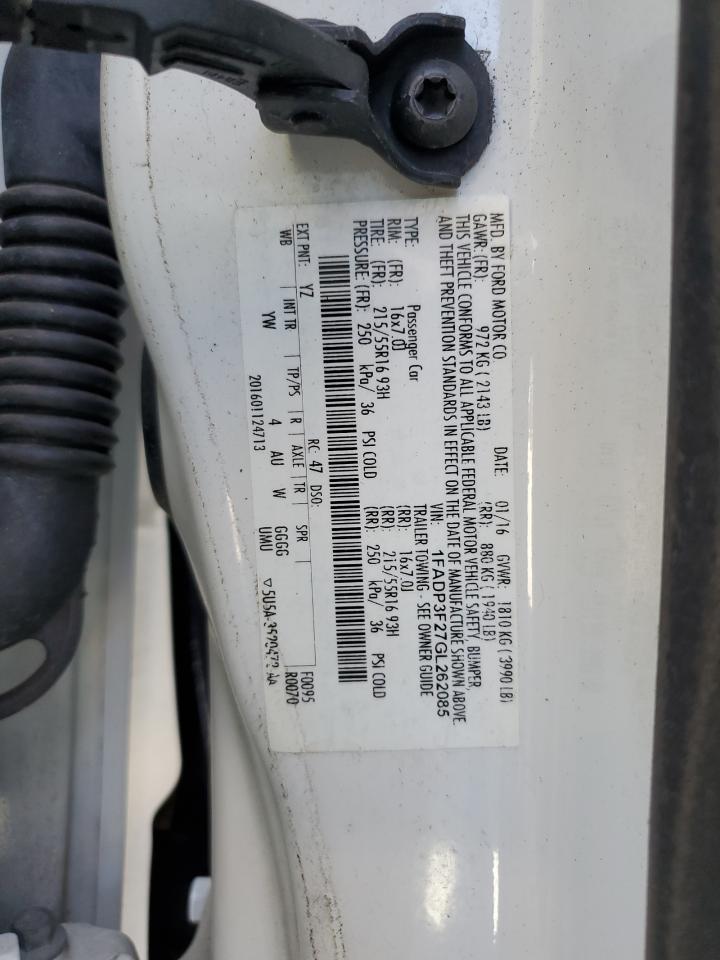 MFD. BY FORD MOTOR CO.
DATE: 01/16 GVWR: 1810 KG ( 3990 LB)
GAWR: (FR): 972 KG ( 2143 LB) (RR): 880 KG ( 1940 LB)
THIS VEHICLE CONFORMS TO ALL APPLICABLE FEDERAL MOTOR VEHICLE SAFETY, BUMPER,
AND THEFT PREVENTION STANDARDS IN EFFECT ON THE DATE OF MANUFACTURE SHOWN ABOVE.
VIN: 1FADP3F27GL262085
TYPE: Passenger Car TRAILER TOWING - SEE OWNER GUIDE
RIM: (FR): 16x7.0J (RR): 16x7.0J
TIRE: (FR): 215/55R16 93H (RR): 215/55R16 93H
PRESSURE: (FR): 250 kPa/ 36 PSI COLD (RR): 250 kPa/ 36 PSI COLD
RC: 47 DSO: F0095
EXT PNT: YZ R0070
WB INT TR TP/PS R AXLE TR SPR
YW 4 AU W GGGG
UMU
201601124713 5U5A-3520472-AA